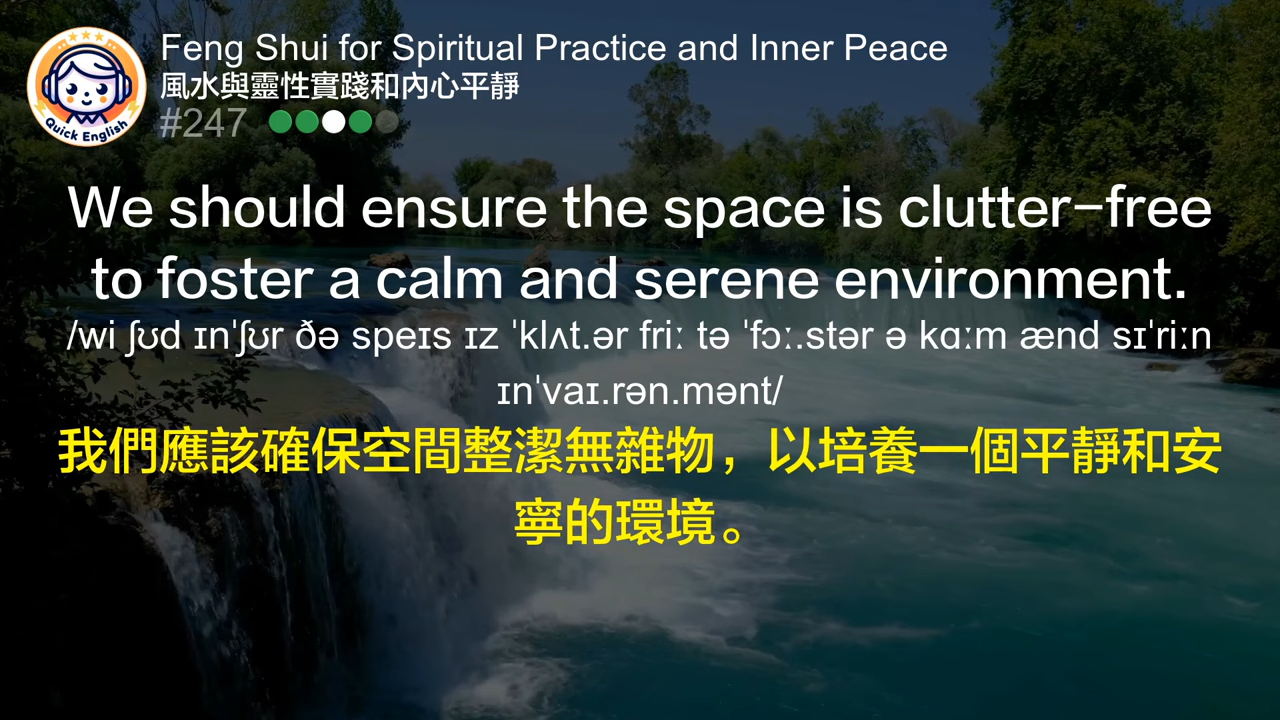 Feng Shui for Spiritual Practice and Inner Peace
風水與靈性實踐和內心平靜
#247
Quick English
We should ensure the space is clutter-free
to foster a calm and serene environment.
/wi ʃʊd ɪnˈʃʊr ðə speɪs ɪz ˈklʌt.ər friː tə ˈfɔː.stər ə kɑːm ænd sɪˈriːn
ɪnˈvaɪ.rən.mənt/
我們應該確保空間整潔無雜物，以培養一個平靜和安
寧的環境。